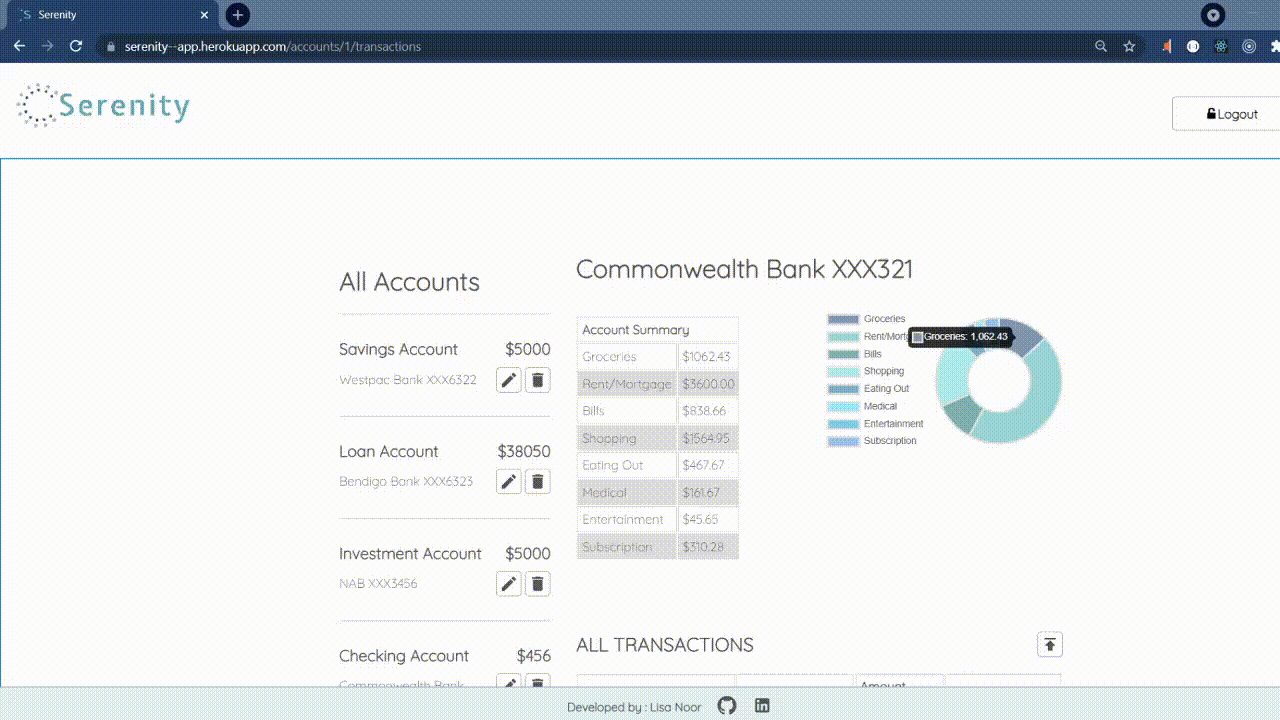 Serenity
serenity--app.herokuapp.com/accounts/1/transactions
Serenity
Logout
All Accounts
Savings Account $5000
Westpac Bank XXX6322
Loan Account $38050
Bendigo Bank XXX6323
Investment Account $5000
NAB XXX3456
Checking Account $456
Commonwealth Bank
Commonwealth Bank XXX321
Account Summary
Groceries $1062.43
Rent/Mortgage $3600.00
Bills $838.66
Shopping $1564.95
Eating Out $467.67
Medical $161.67
Entertainment $45.65
Subscription $310.28
Groceries
Rent/Mortg
Bills
Shopping
Eating Out
Medical
Entertainment
Subscription
Groceries: 1,062.43
ALL TRANSACTIONS
Amount
Developed by : Lisa Noor